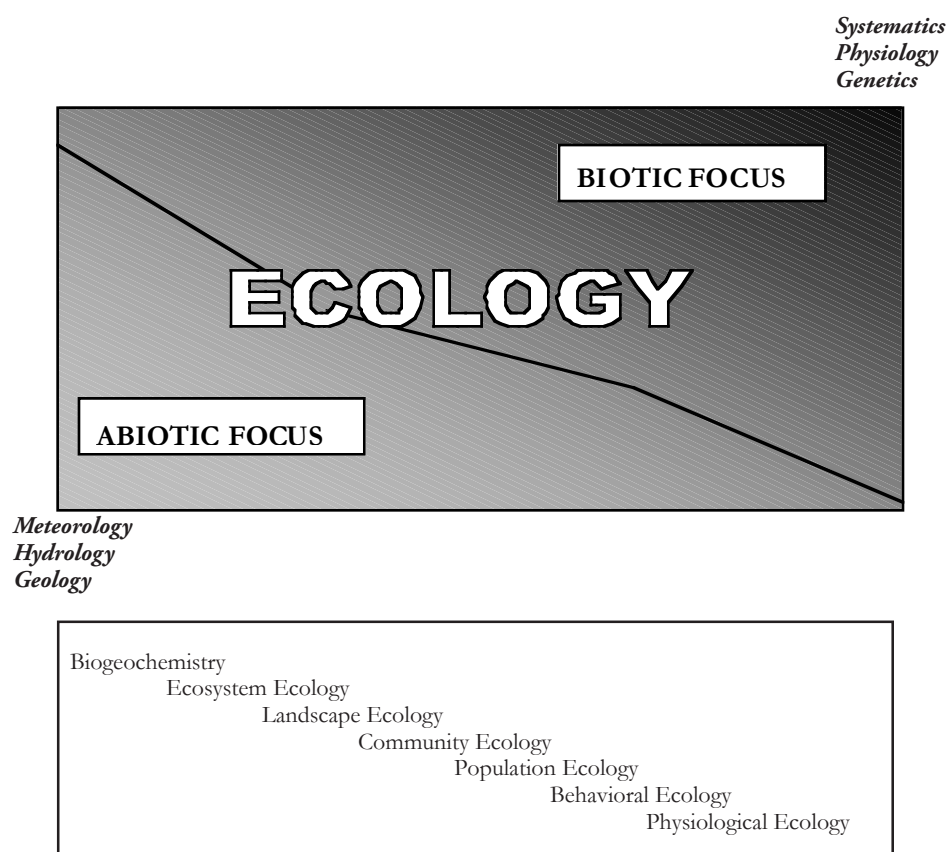 Systematics
Physiology
Genetics
BIOTIC FOCUS
ECOLOGY
ABIOTIC FOCUS
Meteorology
Hydrology
Geology
Biogeochemistry
Ecosystem Ecology
Landscape Ecology
Community Ecology
Population Ecology
Behavioral Ecology
Physiological Ecology